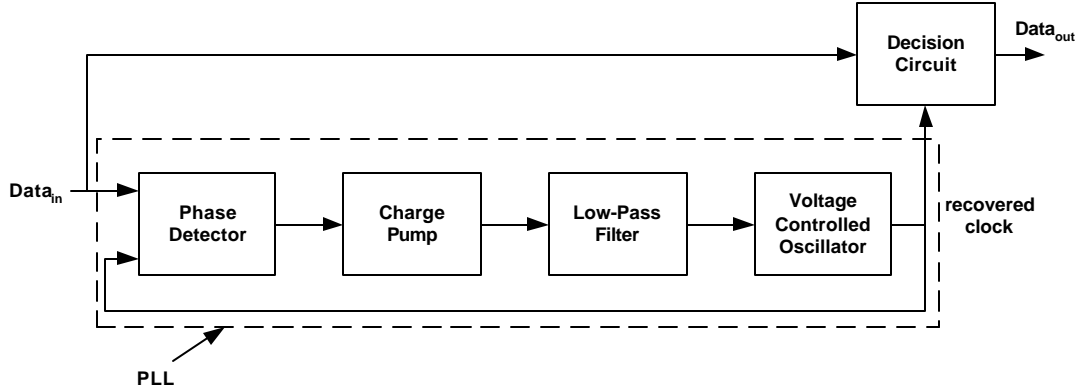 Decision
Circuit
Data_out
Data_in
Phase
Detector
Charge
Pump
Low-Pass
Filter
Voltage
Controlled
Oscillator
recovered
clock
PLL